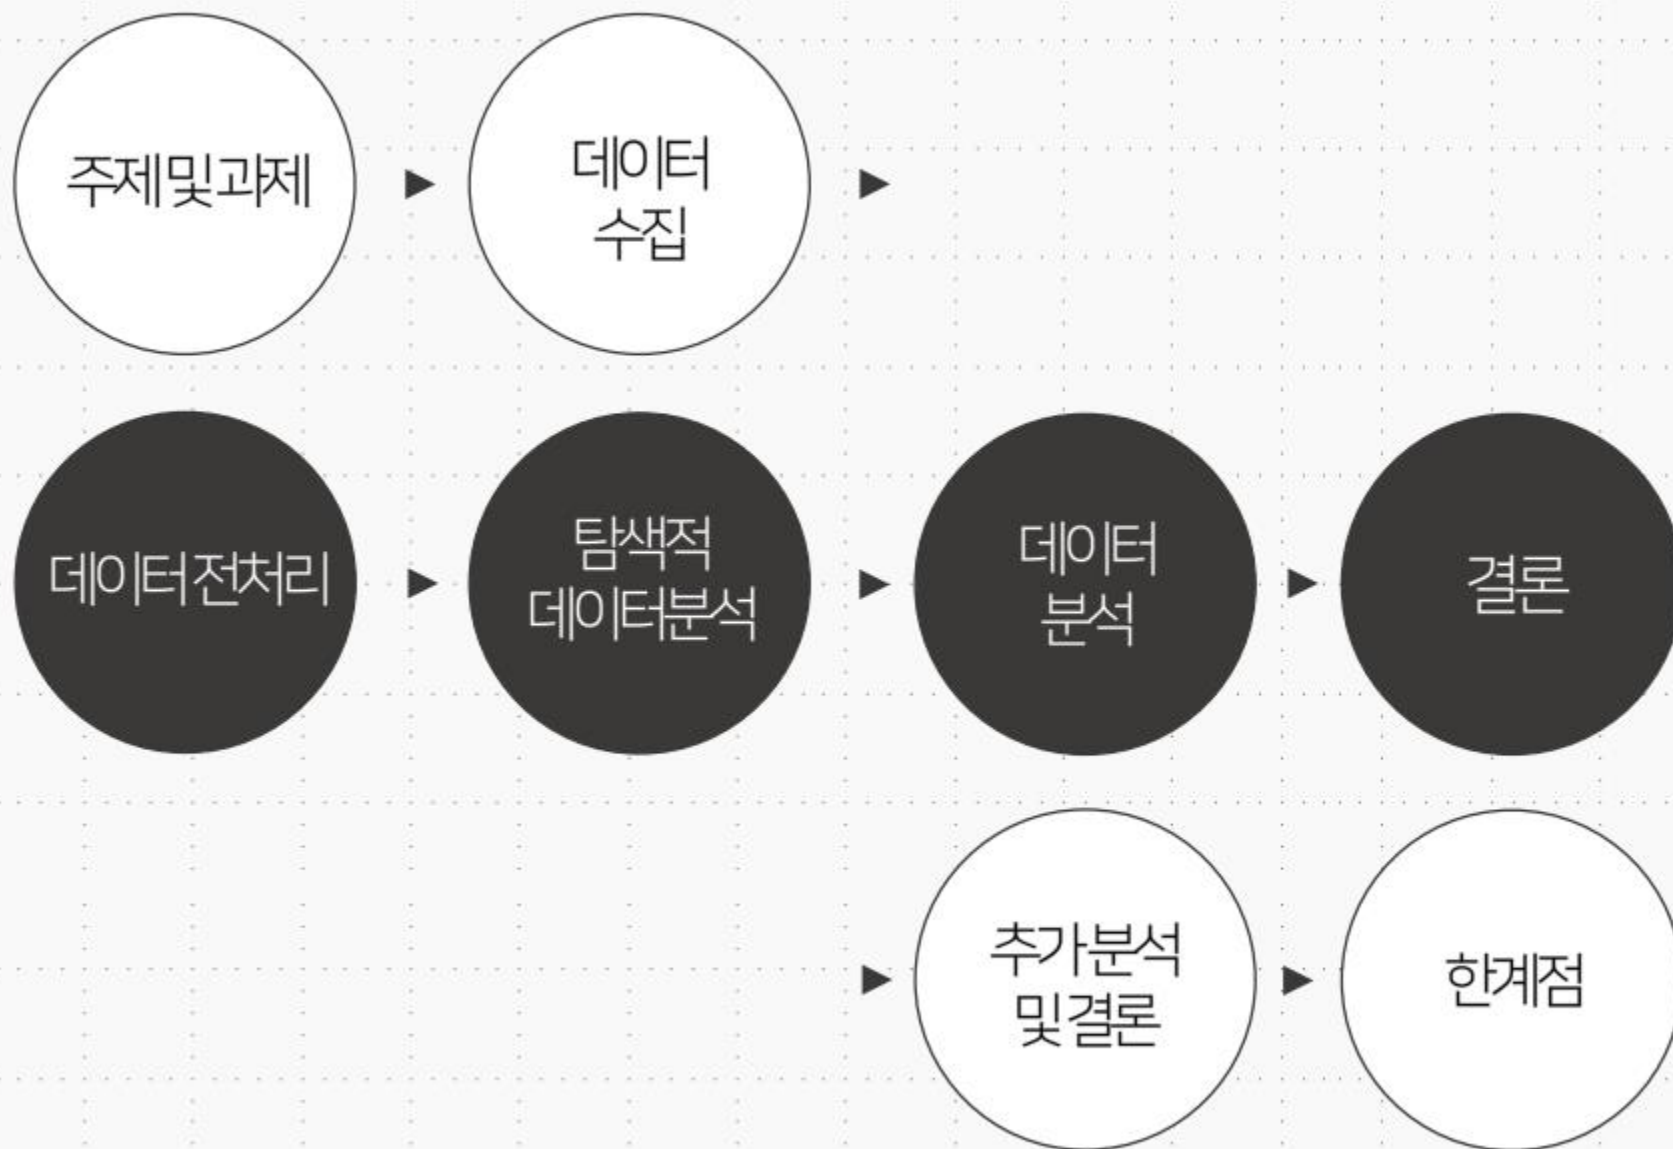 주제 및 과제
데이터
수집
데이터 전처리
탐색적
데이터분석
데이터
분석
결론
추가 분석
및 결론
한계점